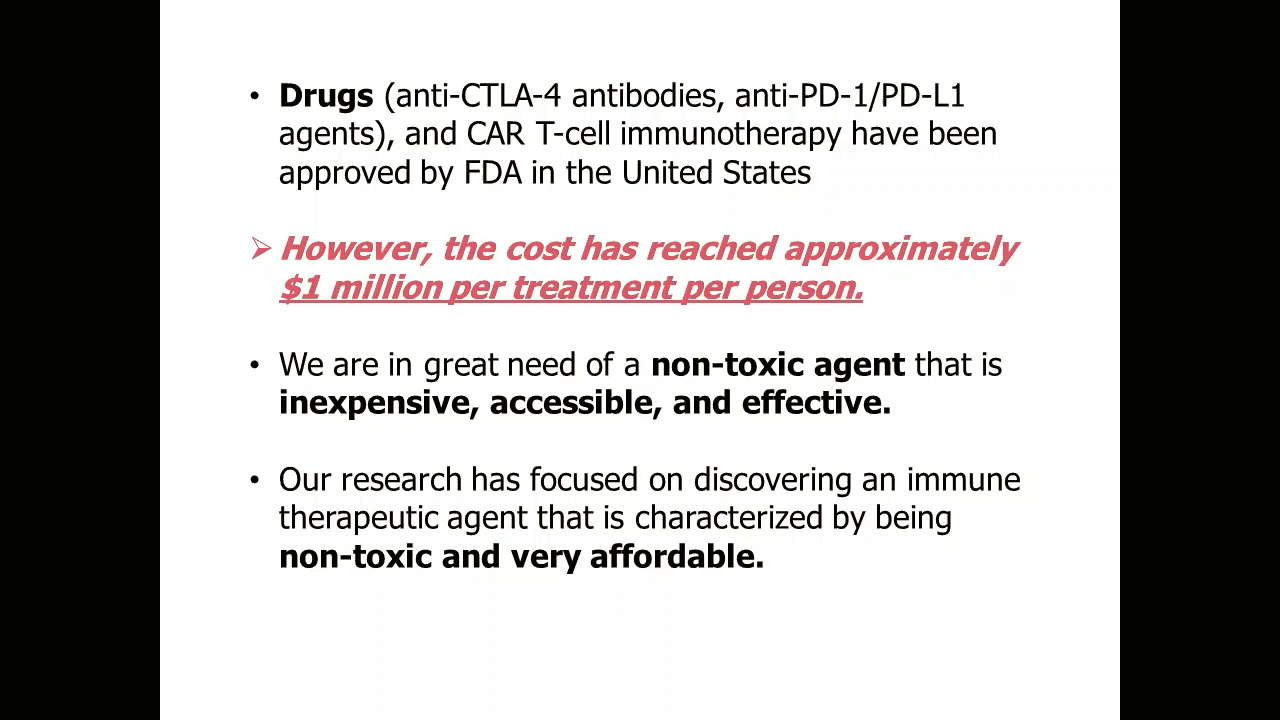 • Drugs (anti-CTLA-4 antibodies, anti-PD-1/PD-L1
agents), and CAR T-cell immunotherapy have been
approved by FDA in the United States
➢ However, the cost has reached approximately
$1 million per treatment per person.
• We are in great need of a non-toxic agent that is
inexpensive, accessible, and effective.
• Our research has focused on discovering an immune
therapeutic agent that is characterized by being
non-toxic and very affordable.